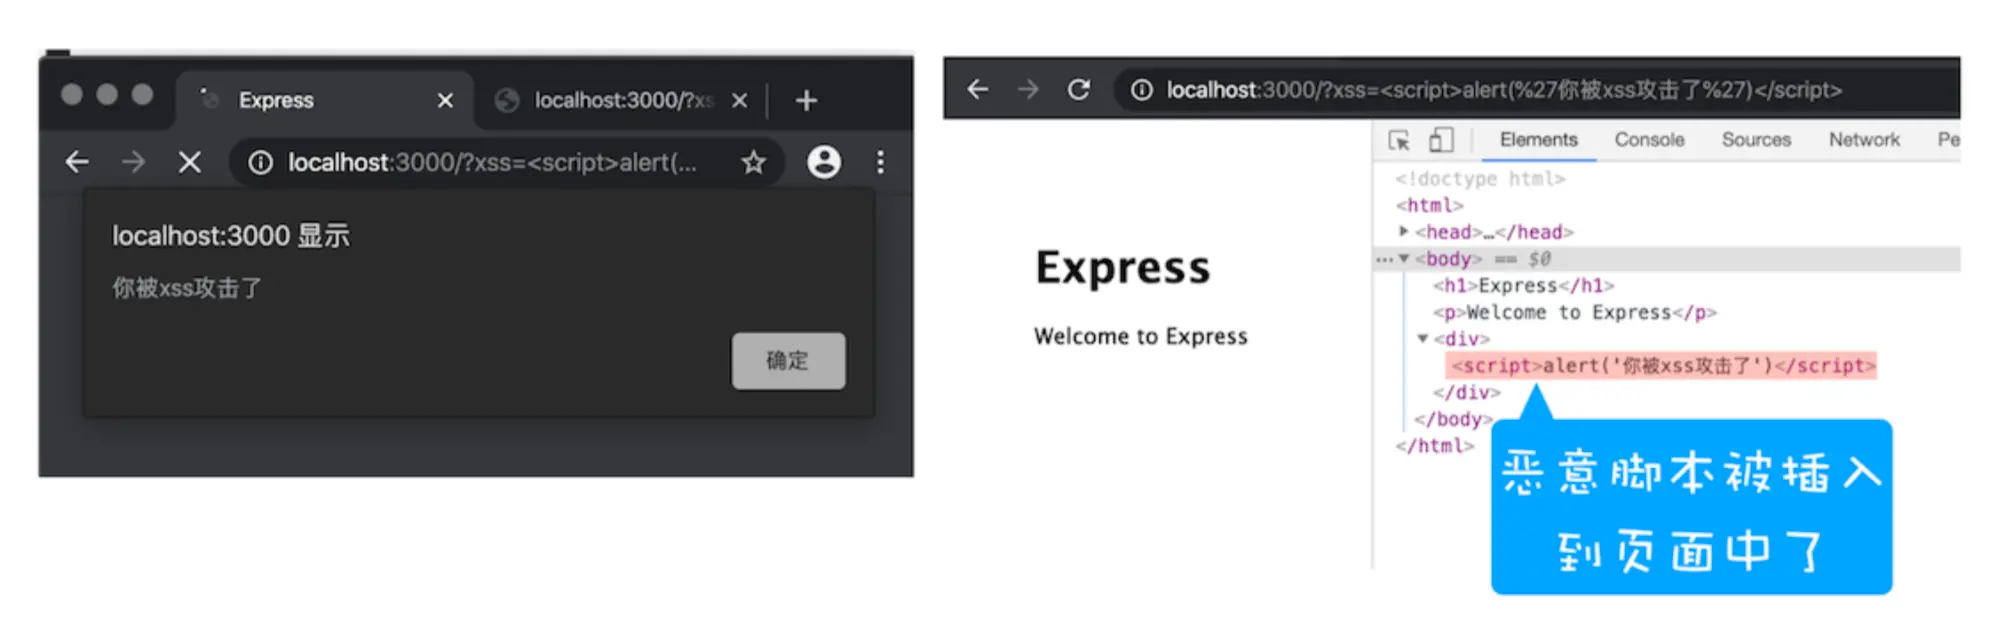 Express
localhost:3000/?xs
localhost:3000/?xss=<script>alert(...
localhost:3000 显示
你被xss攻击了
确定
localhost:3000/?xss=<script>alert(%27你被xss攻击了%27)</script>
Express
Welcome to Express
Elements Console Sources Network Pe
<!doctype html>
<html>
<head>…</head>
<body> == $0
<h1>Express</h1>
<p>Welcome to Express</p>
<div>
<script>alert('你被xss攻击了')</script>
</div>
</body>
</html>
恶意脚本被插入
到页面中了